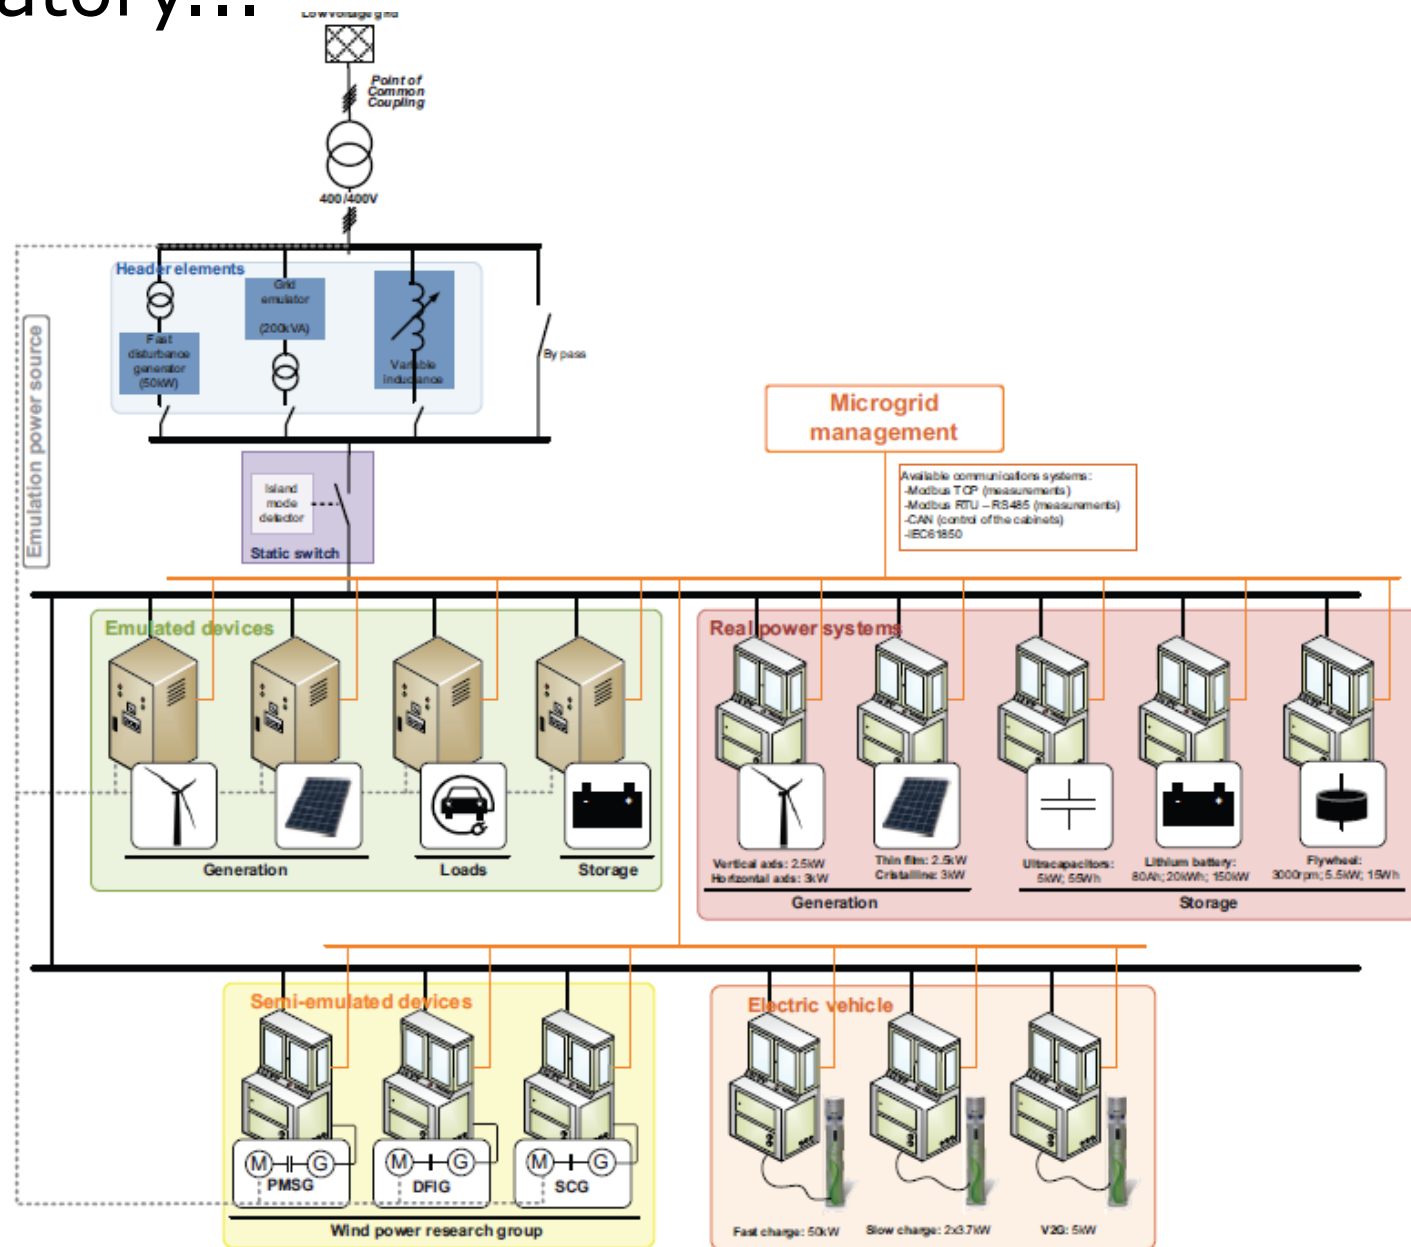 atory...
Low voltage grid
Point of
Common
Coupling
400/400V
Header elements
Grid
emulator
(200kVA)
Fast
disturbance
generator
(50kW)
Variable
inductance
By pass
Emulation power source
Microgrid
management
Available communications systems:
-Modbus TCP (measurements)
-Modbus RTU – RS485 (measurements)
-CAN (control of the cabinets)
-IEC61850
Island
mode
detector
Static switch
Emulated devices
Generation
Loads
Storage
Real power systems
Vertical axis: 2.5kW
Horizontal axis: 3kW
Thin film: 2.5kW
Cristalline: 3kW
Ultracapacitors:
5kW; 55Wh
Lithium battery:
80Ah; 20kWh; 150kW
Flywheel:
3000rpm; 5.5kW; 15Wh
Generation
Storage
Semi-emulated devices
M G
PMSG
M G
DFIG
M G
SCG
Wind power research group
Electric vehicle
Fast charge: 50kW
Slow charge: 2x3.7kW
V2G: 5kW